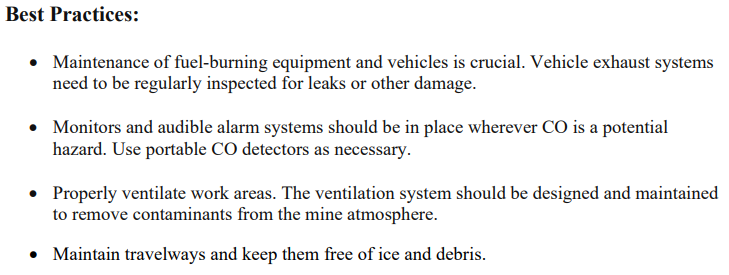 Best Practices:
• Maintenance of fuel-burning equipment and vehicles is crucial. Vehicle exhaust systems
need to be regularly inspected for leaks or other damage.
• Monitors and audible alarm systems should be in place wherever CO is a potential
hazard. Use portable CO detectors as necessary.
• Properly ventilate work areas. The ventilation system should be designed and maintained
to remove contaminants from the mine atmosphere.
• Maintain travelways and keep them free of ice and debris.